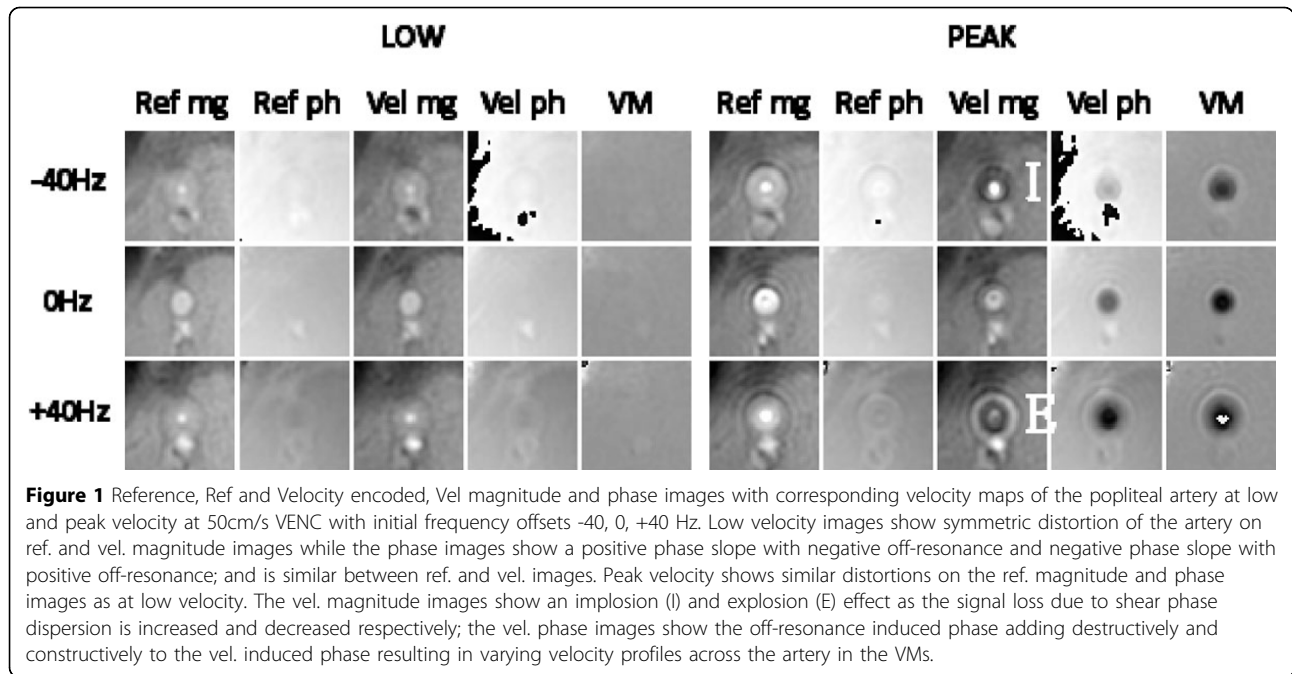 LOW PEAK
Ref mg Ref ph Vel mg Vel ph VM Ref mg Ref ph Vel mg Vel ph VM
-40Hz I
0Hz
+40Hz E
Figure 1 Reference, Ref and Velocity encoded, Vel magnitude and phase images with corresponding velocity maps of the popliteal artery at low
and peak velocity at 50cm/s VENC with initial frequency offsets -40, 0, +40 Hz. Low velocity images show symmetric distortion of the artery on
ref. and vel. magnitude images while the phase images show a positive phase slope with negative off-resonance and negative phase slope with
positive off-resonance; and is similar between ref. and vel. images. Peak velocity shows similar distortions on the ref. magnitude and phase
images as at low velocity. The vel. magnitude images show an implosion (I) and explosion (E) effect as the signal loss due to shear phase
dispersion is increased and decreased respectively; the vel. phase images show the off-resonance induced phase adding destructively and
constructively to the vel. induced phase resulting in varying velocity profiles across the artery in the VMs.